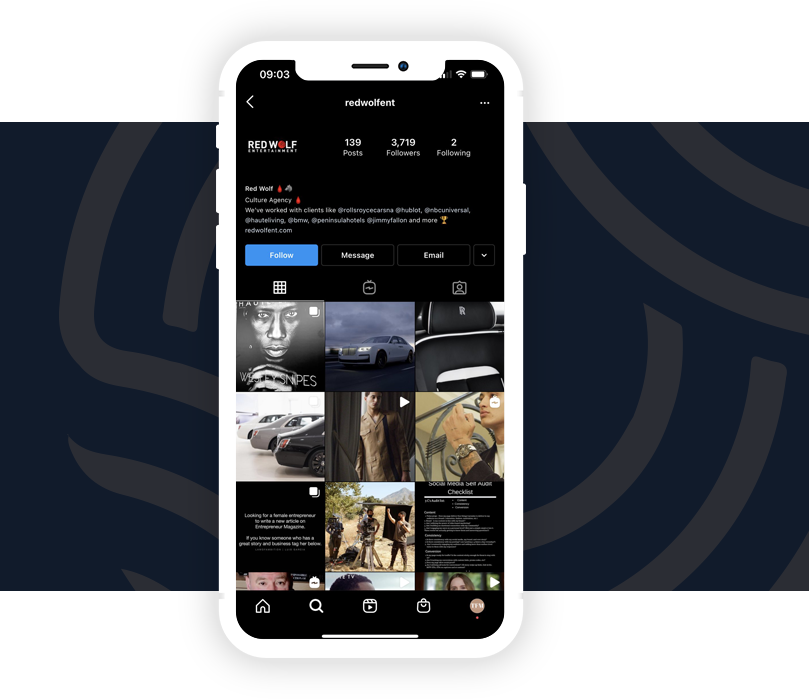 09:03
redwolfent
RED WOLF
ENTERTAINMENT
139
Posts
3,719
Followers
2
Following
Red Wolf
Culture Agency
We've worked with clients like @rollsroycecarsna @hublot, @nbcuniversal,
@hauteliving, @bmw, @peninsulahotels @jimmyfallon and more
redwolfent.com
Follow
Message
Email
HAUTE
R
WESLEY SNIPES
Looking for a female entrepreneur
to write a new article on
Entrepreneur Magazine.
If you know someone who has a
great story and business tag her below.
Social Media Self Audit
Checklist
Content
Consistency
Conversion